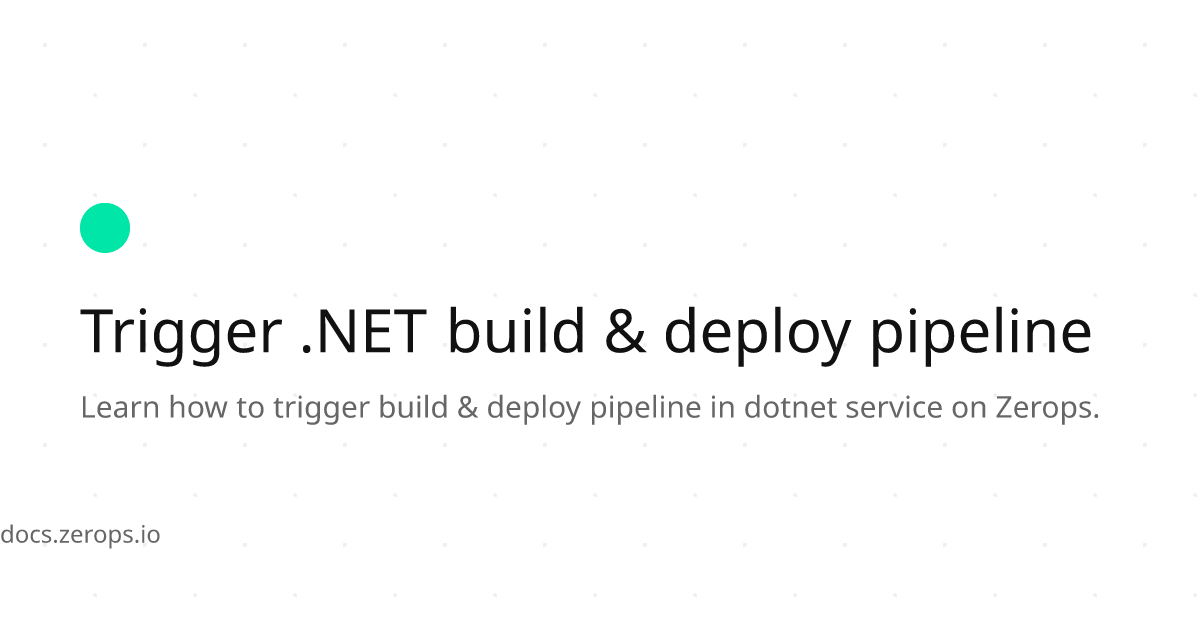 Trigger .NET build & deploy pipeline
Learn how to trigger build & deploy pipeline in dotnet service on Zerops.
docs.zerops.io